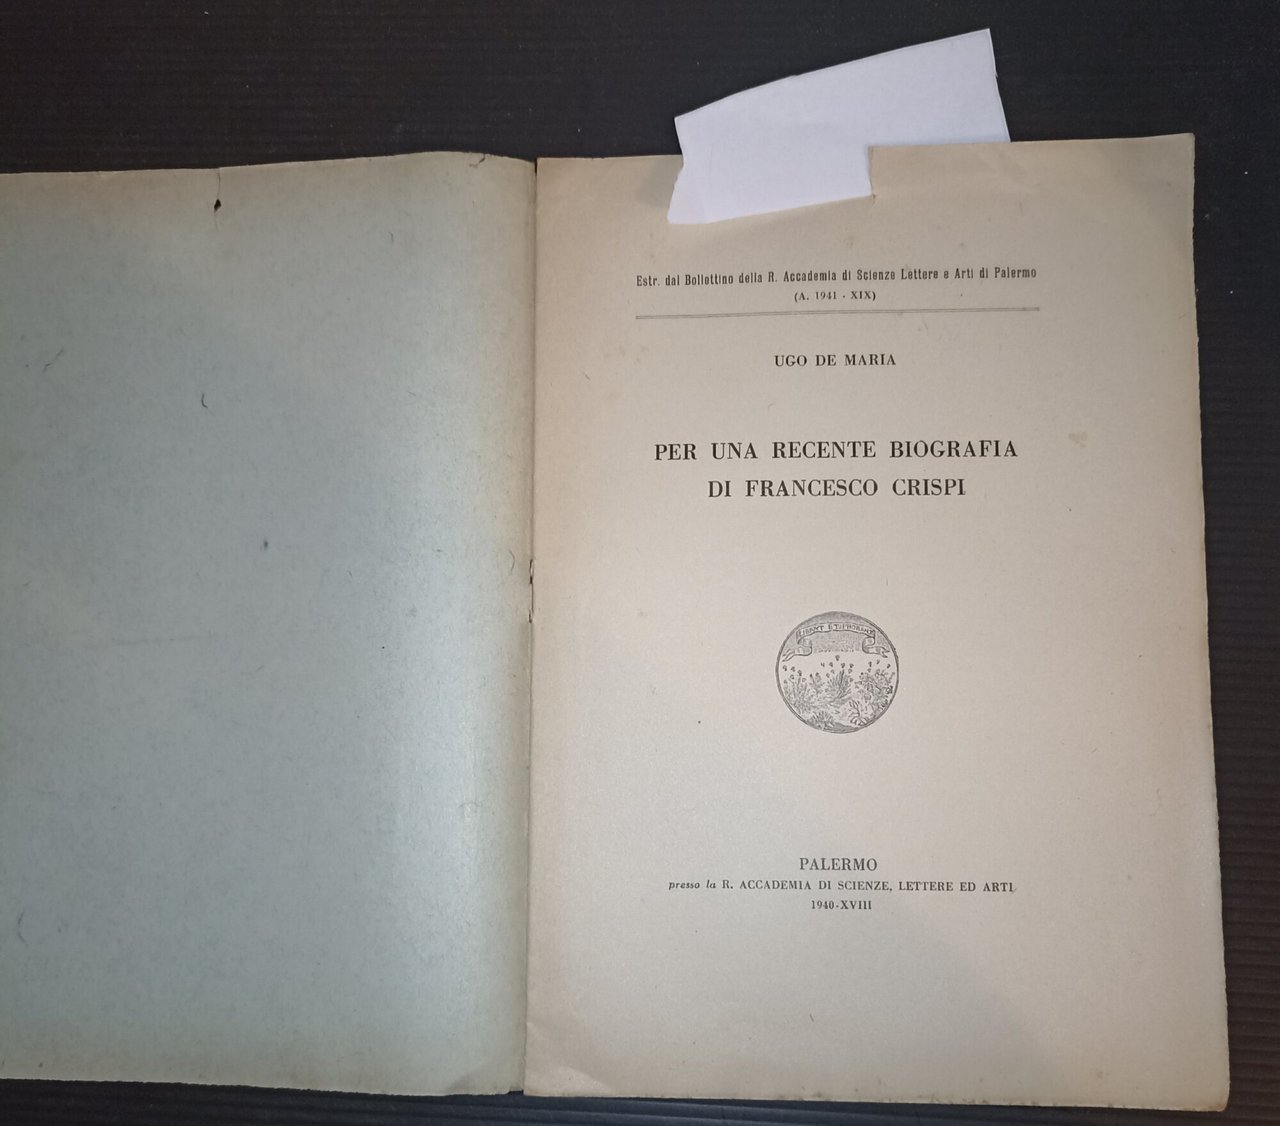 Estr. dal Bollettino della R. Accademia di Scienze Lettere e Arti di Palermo
(A. 1941 - XIX)
UGO DE MARIA
PER UNA RECENTE BIOGRAFIA
DI FRANCESCO CRISPI
PALERMO
presso la R. ACCADEMIA DI SCIENZE, LETTERE ED ARTI
1940-XVIII